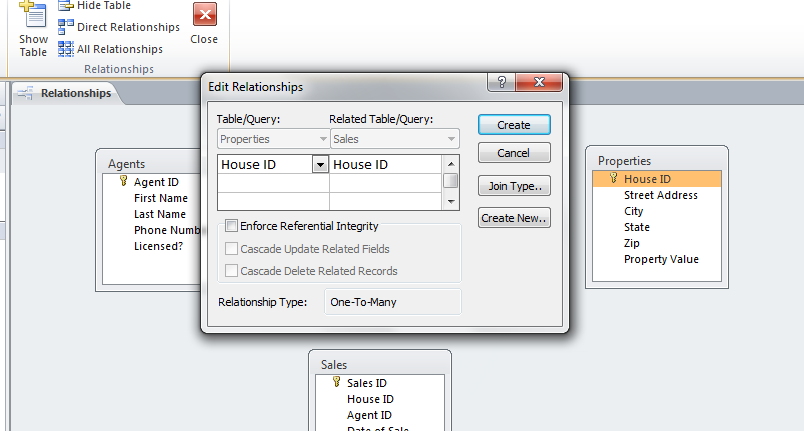 Show
Table
Hide Table
Direct Relationships
All Relationships
Close
Relationships
Relationships
Edit Relationships
?
Table/Query:
Related Table/Query:
Properties
Sales
House ID
House ID
Enforce Referential Integrity
Cascade Update Related Fields
Cascade Delete Related Records
Relationship Type:
One-To-Many
Create
Cancel
Join Type..
Create New..
Agents
Agent ID
First Name
Last Name
Phone Numb
Licensed?
Properties
House ID
Street Address
City
State
Zip
Property Value
Sales
Sales ID
House ID
Agent ID
Date of Sale